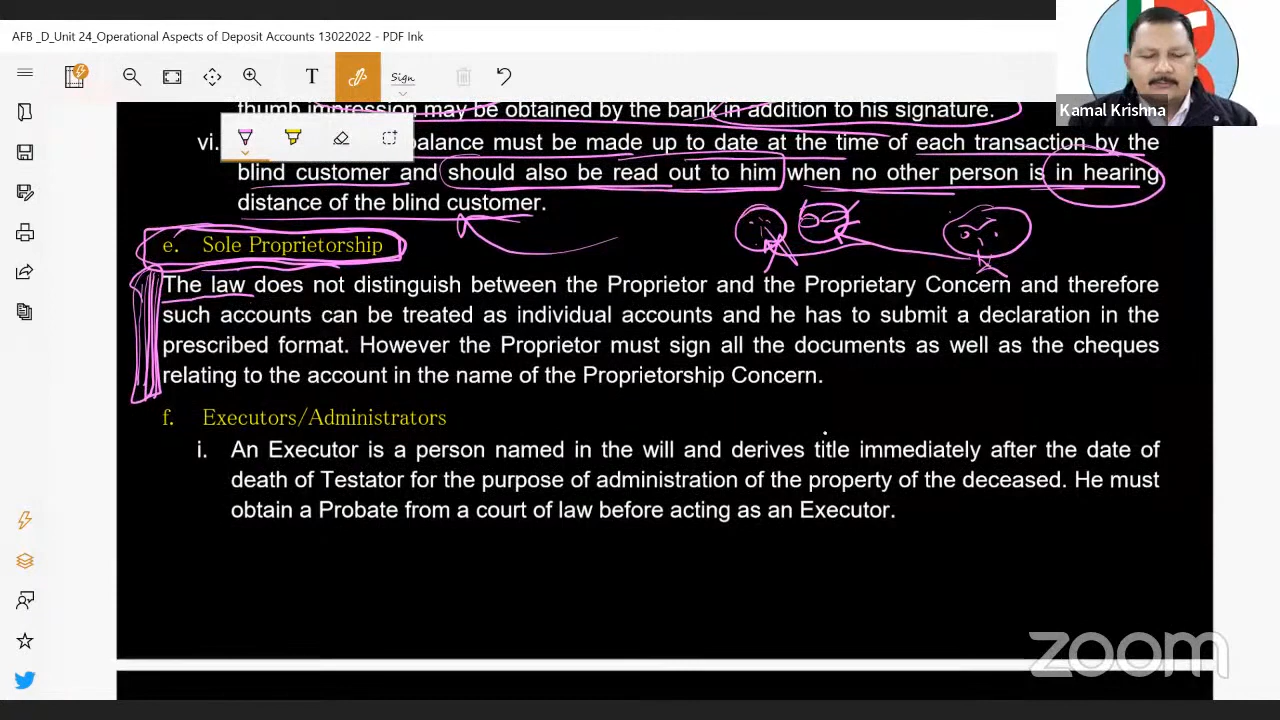 AFB _D_Unit 24_Operational Aspects of Deposit Accounts 13022022 - PDF Ink
T
Sign
Kamal Krishna
thumb impression may be obtained by the bank in addition to his signature.
vi. balance must be made up to date at the time of each transaction by the
blind customer and should also be read out to him when no other person is in hearing
distance of the blind customer.
e. Sole Proprietorship
The law does not distinguish between the Proprietor and the Proprietary Concern and therefore
such accounts can be treated as individual accounts and he has to submit a declaration in the
prescribed format. However the Proprietor must sign all the documents as well as the cheques
relating to the account in the name of the Proprietorship Concern.
f. Executors/Administrators
i. An Executor is a person named in the will and derives title immediately after the date of
death of Testator for the purpose of administration of the property of the deceased. He must
obtain a Probate from a court of law before acting as an Executor.
zoom